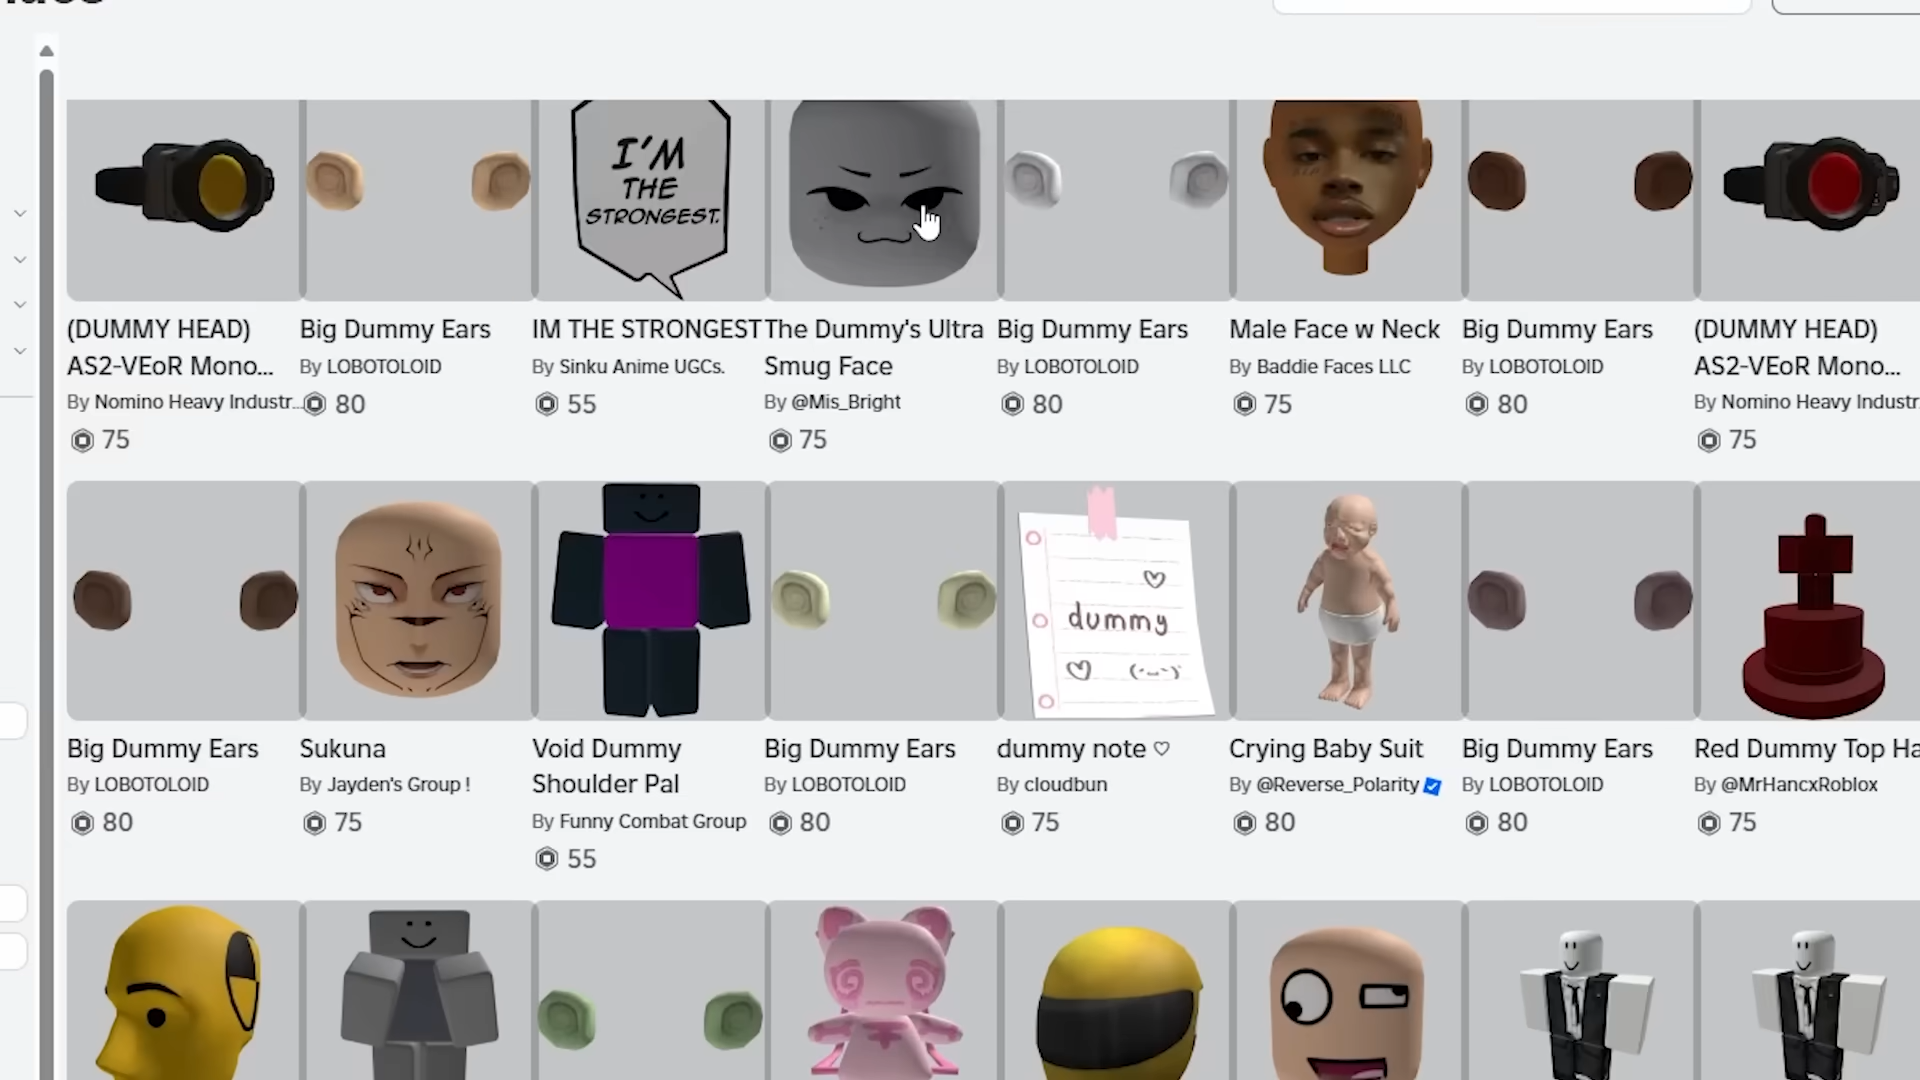 I'M
THE
STRONGEST.
(DUMMY HEAD)
AS2-VEoR Mono...
By Nomino Heavy Industr...
75
Big Dummy Ears
By LOBOTOLOID
80
IM THE STRONGEST
By Sinku Anime UGCs.
55
The Dummy's Ultra
Smug Face
By @Mis_Bright
75
Big Dummy Ears
By LOBOTOLOID
80
Male Face w Neck
By Baddie Faces LLC
75
Big Dummy Ears
By LOBOTOLOID
80
(DUMMY HEAD)
AS2-VEoR Mono...
By Nomino Heavy Industr
75
dummy
Big Dummy Ears
By LOBOTOLOID
80
Sukuna
By Jayden's Group !
75
Void Dummy
Shoulder Pal
By Funny Combat Group
55
Big Dummy Ears
By LOBOTOLOID
80
dummy note ♡
By cloudbun
75
Crying Baby Suit
By @Reverse_Polarity
80
Big Dummy Ears
By LOBOTOLOID
80
Red Dummy Top Ha
By @MrHancxRoblox
75